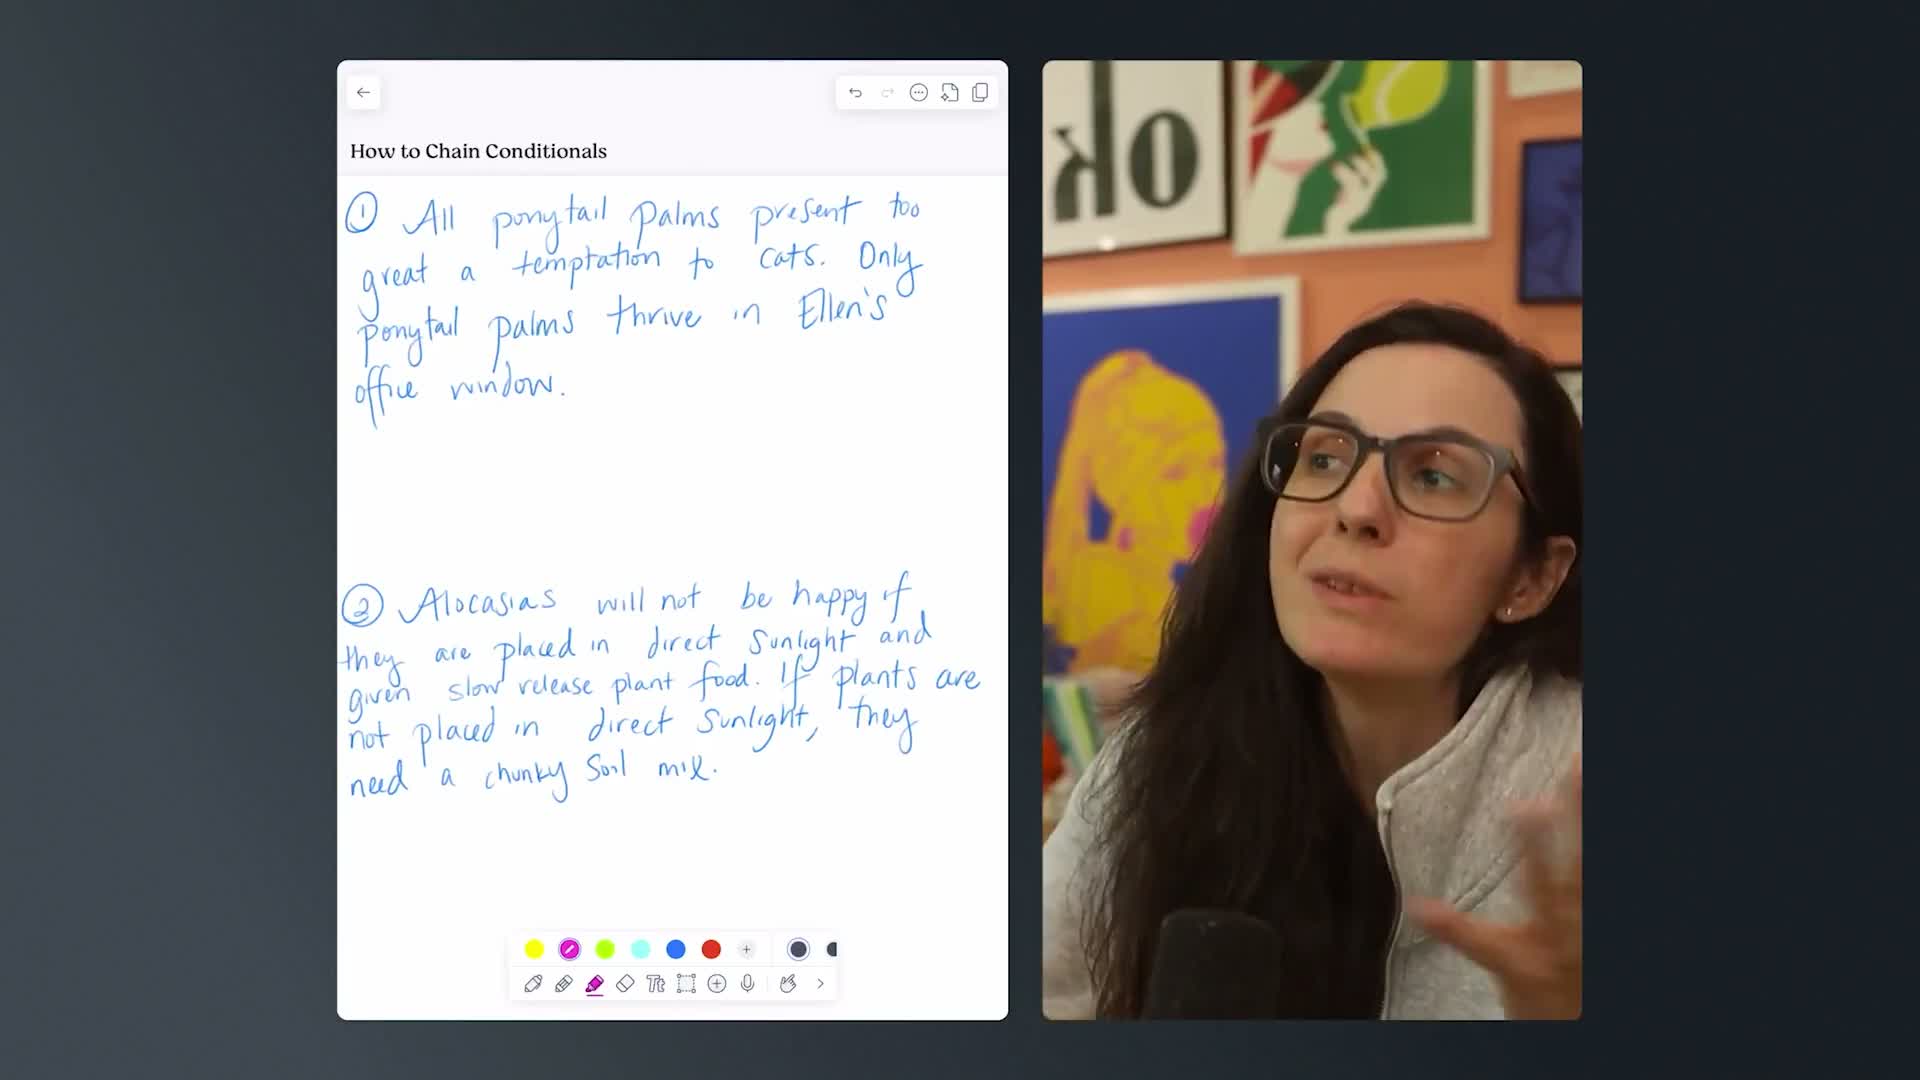 How to Chain Conditionals
① All ponytail palms present too
great a temptation to cats. Only
ponytail palms thrive in Ellen's
office window.
② Alocasias will not be happy if
they are placed in direct sunlight and
given slow release plant food. If plants are
not placed in direct sunlight, they
need a chunky soil mix.
Tt
ok